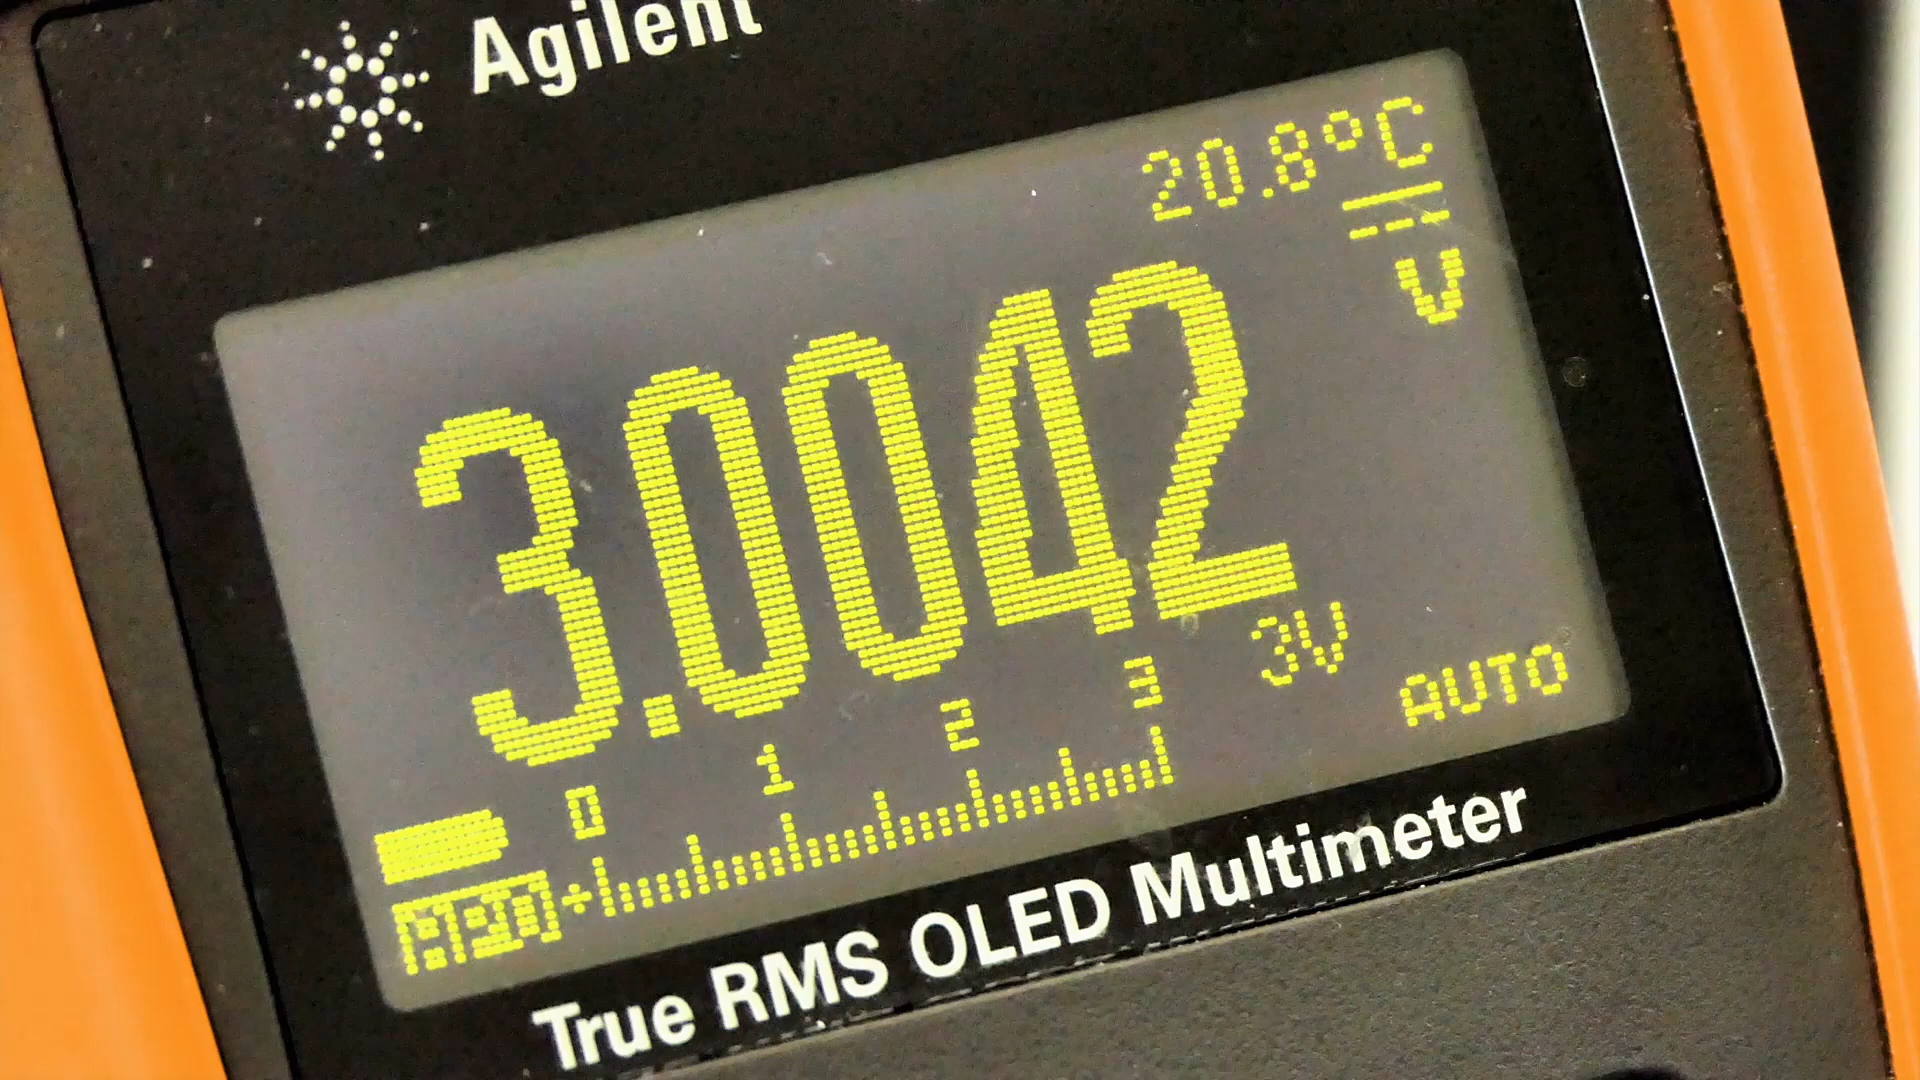 Agilent
20.8°C
V
3.0042
3V
AUTO
0 1 2 3
+
True RMS OLED Multimeter